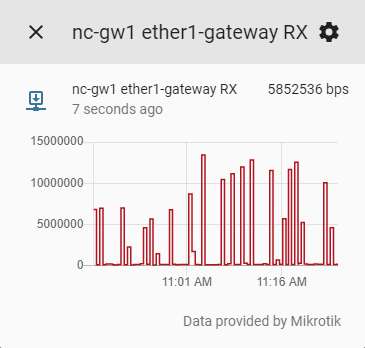 nc-gw1 ether1-gateway RX
nc-gw1 ether1-gateway RX 5852536 bps
7 seconds ago
15000000
10000000
5000000
0
11:01 AM 11:16 AM
Data provided by Mikrotik